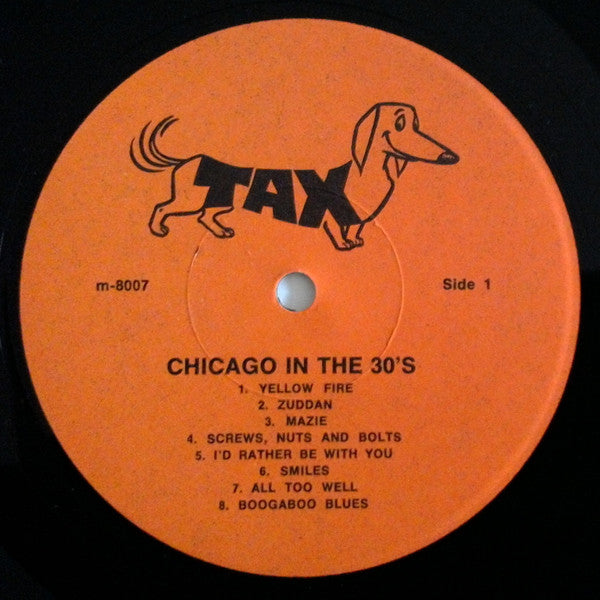 TAX
m-8007
Side 1
CHICAGO IN THE 30'S
1. YELLOW FIRE
2. ZUDDAN
3. MAZIE
4. SCREWS, NUTS AND BOLTS
5. I'D RATHER BE WITH YOU
6. SMILES
7. ALL TOO WELL
8. BOOGABOO BLUES